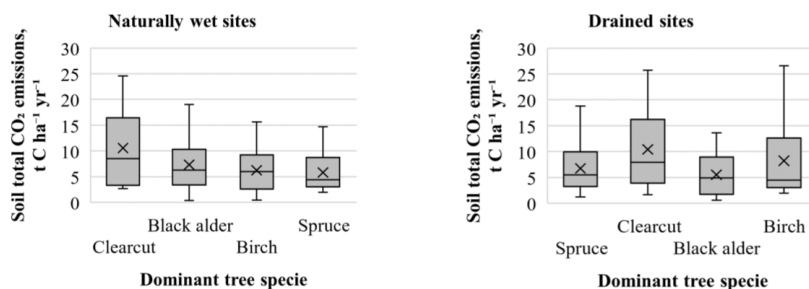 Naturally wet sites
Soil total CO₂ emissions,
t C ha⁻¹ yr⁻¹
30
25
20
15
10
5
0
Black alder Spruce
Clearcut Birch
Dominant tree specie
Drained sites
Soil total CO₂ emissions,
t C ha⁻¹ yr⁻¹
30
25
20
15
10
5
0
Clearcut Birch
Spruce Black alder
Dominant tree specie